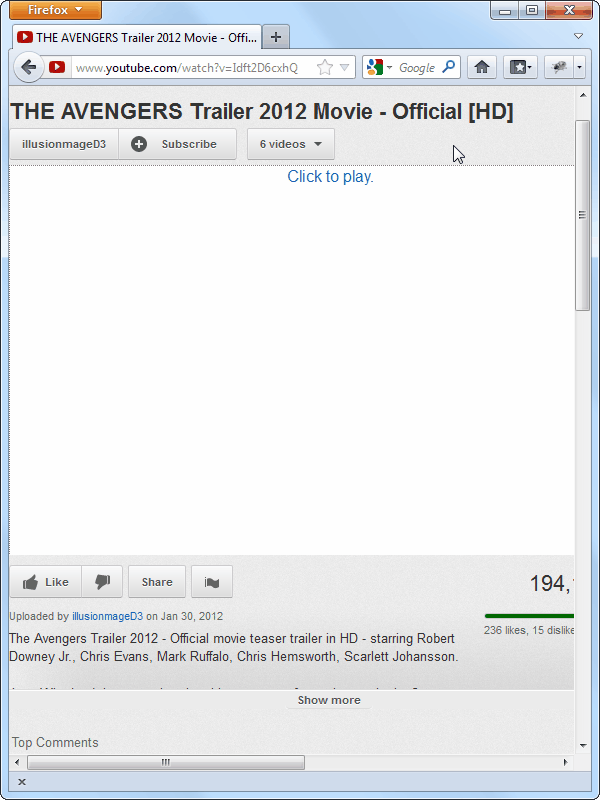 Firefox
THE AVENGERS Trailer 2012 Movie - Offi...
www.youtube.com/watch?v=Idft2D6cxhQ
Google
THE AVENGERS Trailer 2012 Movie - Official [HD]
illusionmageD3 Subscribe 6 videos
Click to play.
Like Share
194,
Uploaded by illusionmageD3 on Jan 30, 2012
236 likes, 15 dislike
The Avengers Trailer 2012 - Official movie teaser trailer in HD - starring Robert
Downey Jr., Chris Evans, Mark Ruffalo, Chris Hemsworth, Scarlett Johansson.
Show more
Top Comments